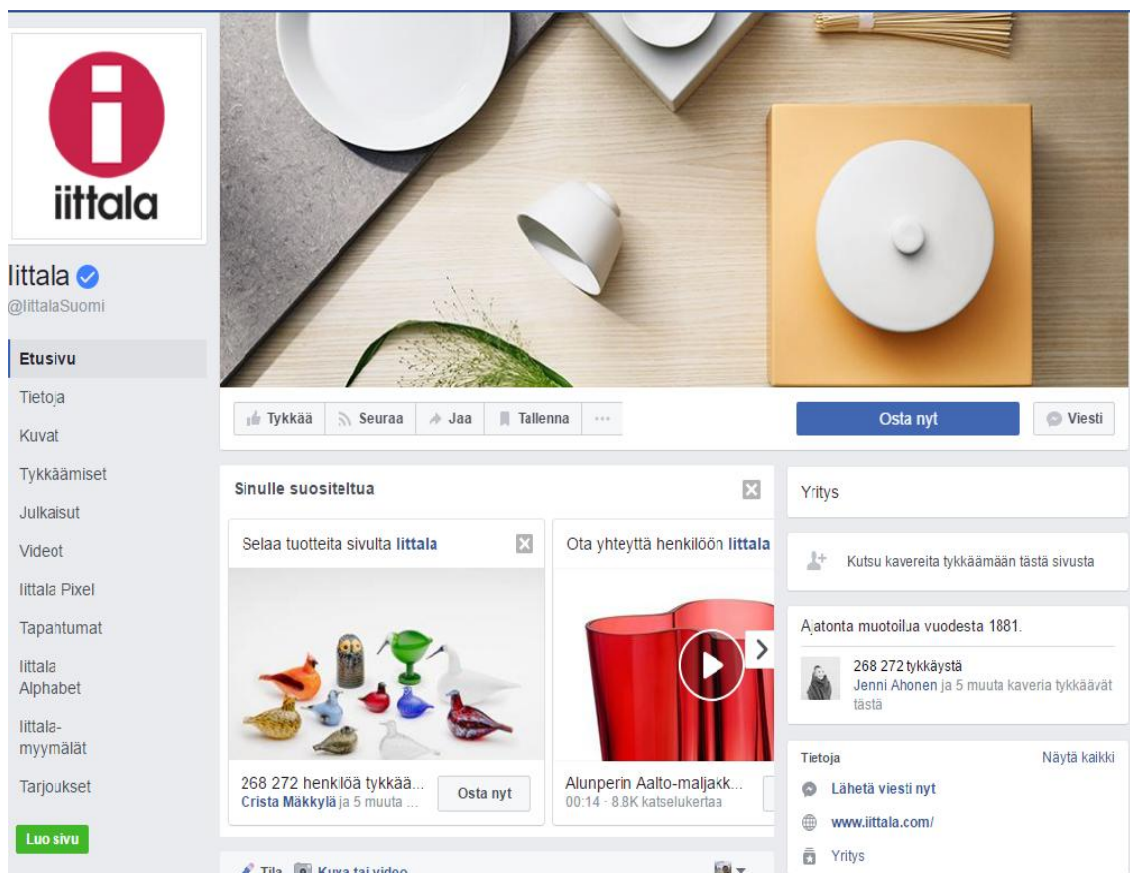 iittala
Iittala
@IittalaSuomi
Etusivu
Tietoja
Kuvat
Tykkäämiset
Julkaisut
Videot
Iittala Pixel
Tapahtumat
Iittala
Alphabet
Iittala-
myymälät
Tarjoukset
Luo sivu
Tykkää
Seuraa
Jaa
Tallenna
...
Osta nyt
Viesti
Sinulle suositeltua
Selaa tuotteita sivulta Iittala
268 272 henkilöä tykkää...
Crista Mäkkylä ja 5 muuta ...
Osta nyt
Ota yhteyttä henkilöön Iittala
Alunperin Aalto-maljakk...
00:14 · 8.8K katselukertaa
Tila
Kuva tai video
Yritys
Kutsu kavereita tykkäämään tästä sivusta
Ajatonta muotoilua vuodesta 1881.
268 272 tykkäystä
Jenni Ahonen ja 5 muuta kaveria tykkäävät
tästä
Tietoja
Näytä kaikki
Lähetä viesti nyt
www.iittala.com/
Yritys